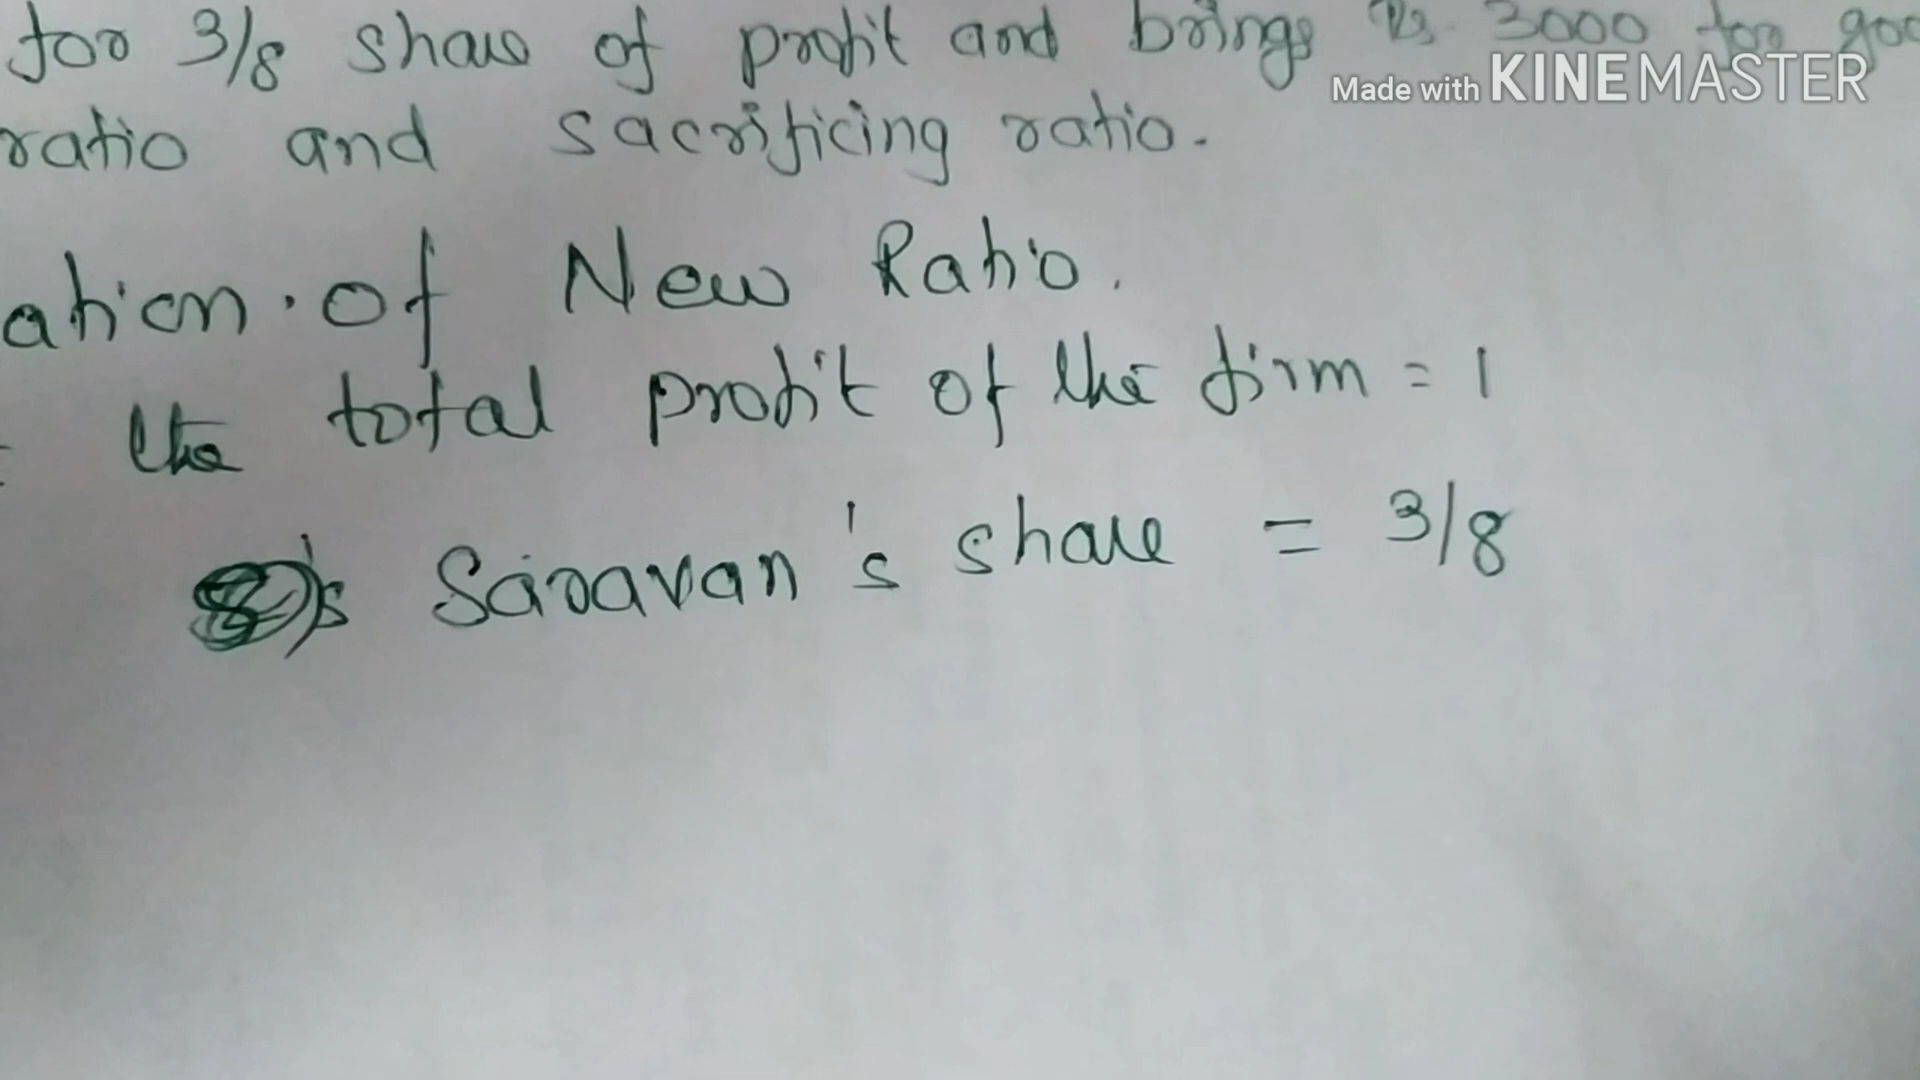 for 3/8 share of profit and brings Rs 3000 for goo
Made with KINEMASTER
ratio and sacrificing ratio.
ation of New Ratio.
the total profit of the firm = 1
's Saravan's share = 3/8